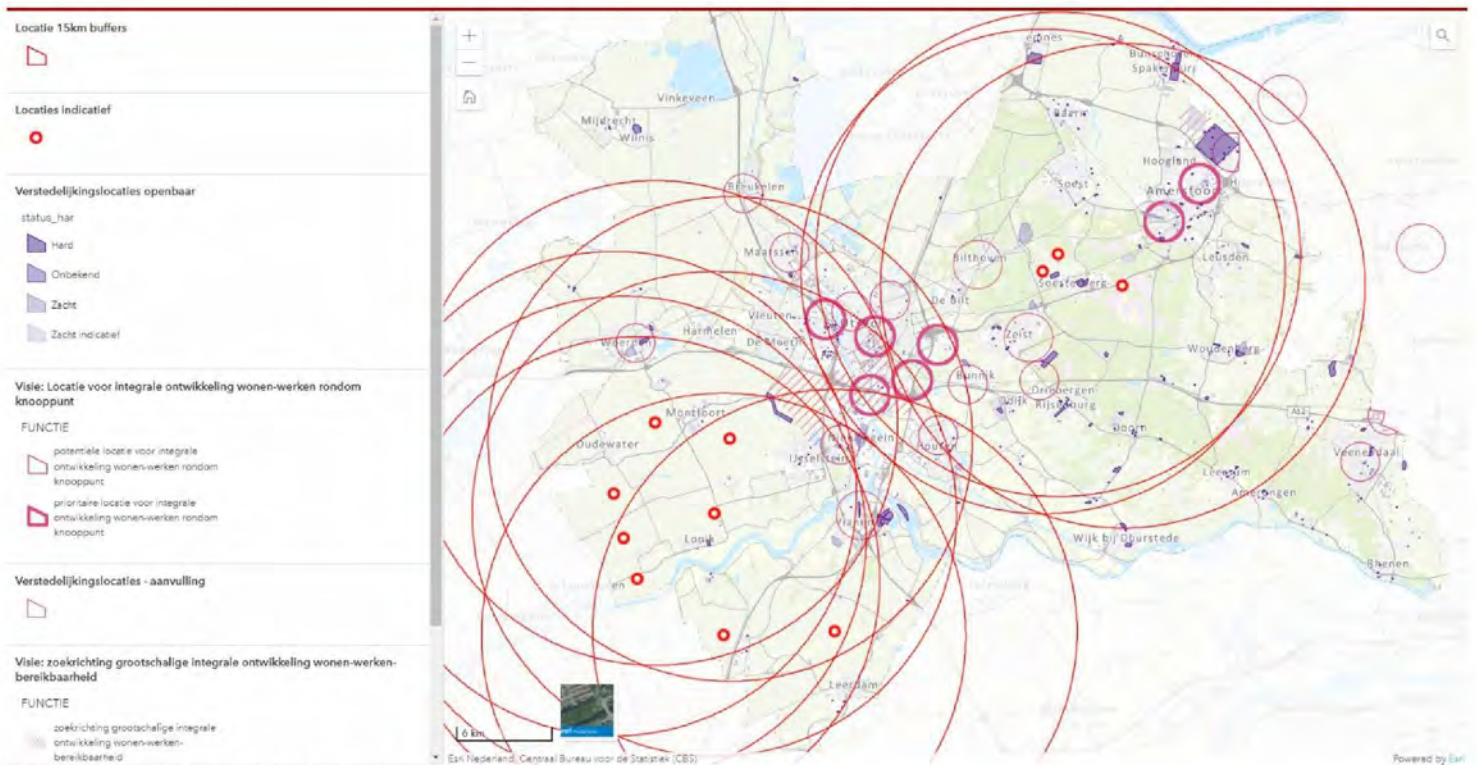 Locatie 15km buffers
Locaties indicatief
Verstedelijkingslocaties openbaar
status_har
Hard
Onbekend
Zacht
Zacht indicatief
Visie: Locatie voor integrale ontwikkeling wonen-werken rondom
knooppunt
FUNCTIE
potentiele locatie voor integrale
ontwikkeling wonen-werken rondom
knooppunt
prioritaire locatie voor integrale
ontwikkeling wonen-werken rondom
knooppunt
Verstedelijkingslocaties - aanvulling
Visie: zoekrichting grootschalige integrale ontwikkeling wonen-werken-
bereikbaarheid
FUNCTIE
zoekrichting grootschalige integrale
ontwikkeling wonen-werken-
bereikbaarheid
Bunschoten
Spakenburg
Vinkeveen
Mijdrecht
Wilnis
Baarn
Hoogland
Breukelen
Soest
Amersfoort
Maarssen
Bilthoven
Leusden
Soesterberg
De Bilt
Vleuten
Harmelen
De Meern
Woerden
Zeist
Woudenberg
Bunnik
Driebergen
Rijsenburg
Odijk
A12
Montfoort
Doorn
Oudewater
Nieuwegein
Houten
IJsselstein
Veenendaal
Leersum
Amerongen
Vianen
Lopik
Wijk bij Duurstede
Rhenen
Leerdam
6 km
Esri Nederland, Centraal Bureau voor de Statistiek (CBS)
Powered by Esri